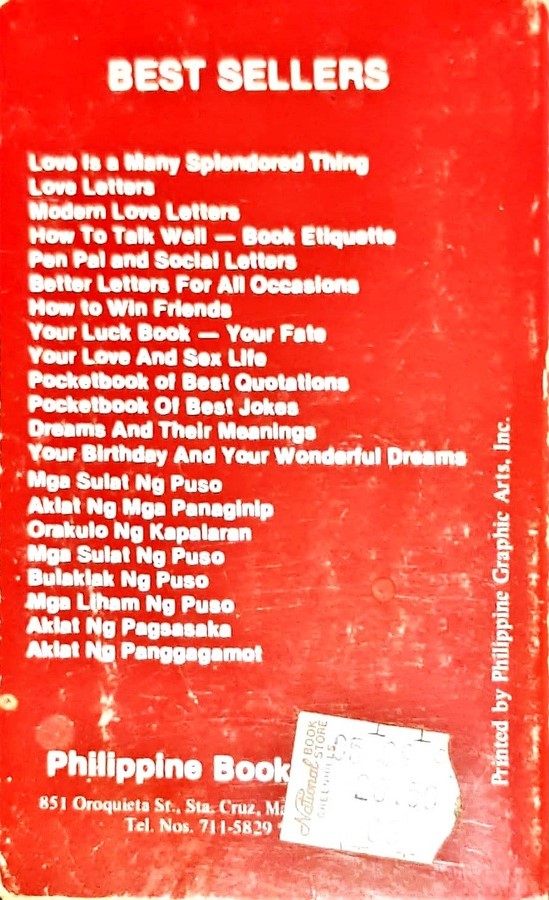 BEST SELLERS
Love Is a Many Splendored Thing
Love Letters
Modern Love Letters
How To Talk Well — Book Etiquette
Pen Pal and Social Letters
Better Letters For All Occasions
How to Win Friends
Your Luck Book — Your Fate
Your Love And Sex Life
Pocketbook of Best Quotations
Pocketbook Of Best Jokes
Dreams And Their Meanings
Your Birthday And Your Wonderful Dreams
Mga Sulat Ng Puso
Aklat Ng Mga Panaginip
Orakulo Ng Kapalaran
Mga Sulat Ng Puso
Bulaklak Ng Puso
Mga Liham Ng Puso
Aklat Ng Pagsasaka
Aklat Ng Panggagamot
Philippine Book
851 Oroquieta St., Sta. Cruz,
Tel. Nos. 711-5829
National BOOK STORE
GREENHILLS
Printed by Philippine Graphic Arts, Inc.